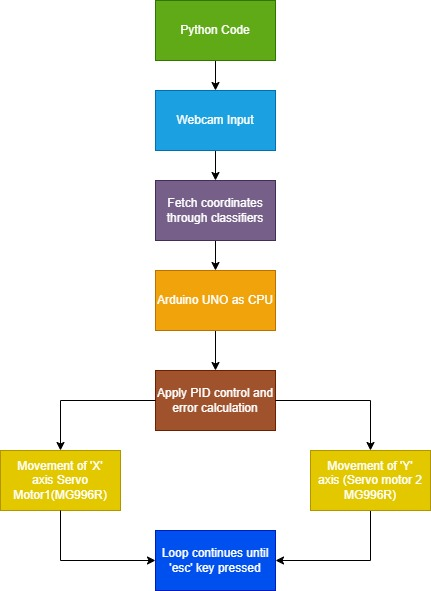 Python Code
Webcam Input
Fetch coordinates
through classifiers
Arduino UNO as CPU
Apply PID control and
error calculation
Movement of 'X'
axis Servo
Motor1(MG996R)
Movement of 'Y'
axis (Servo motor 2
MG996R)
Loop continues until
'esc' key pressed